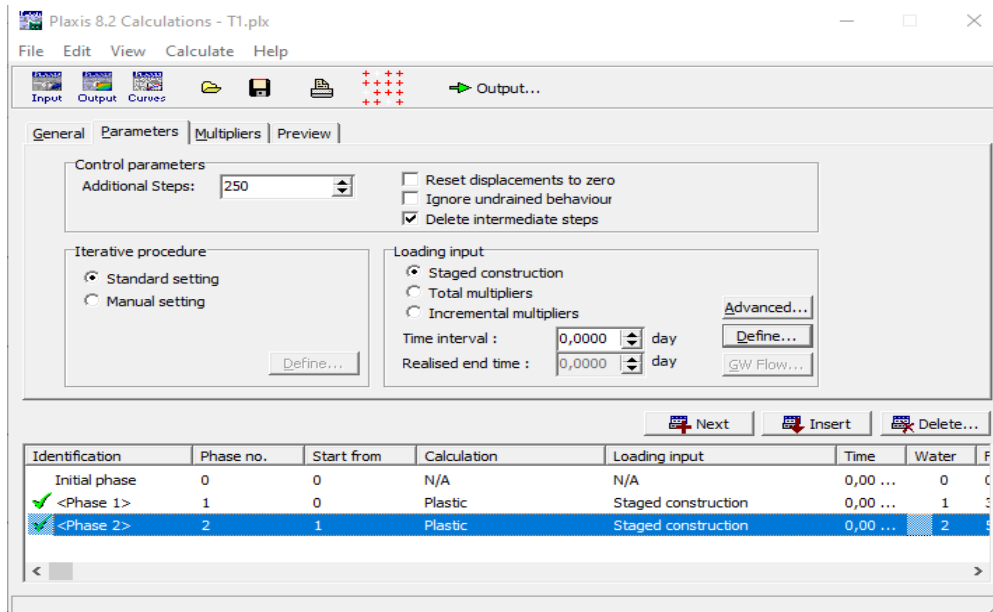 Plaxis 8.2 Calculations - T1.plx
File Edit View Calculate Help
Input Output Curves Output...
General Parameters Multipliers Preview
Control parameters
Additional Steps: 250
Reset displacements to zero
Ignore undrained behaviour
Delete intermediate steps
Iterative procedure
Standard setting
Manual setting
Define...
Loading input
Staged construction
Total multipliers
Incremental multipliers
Advanced...
Time interval : 0,0000 day Define...
Realised end time : 0,0000 day GW Flow...
Next Insert Delete...
Identification Phase no. Start from Calculation Loading input Time Water
Initial phase 0 0 N/A N/A 0,00 ... 0
<Phase 1> 1 0 Plastic Staged construction 0,00 ... 1
<Phase 2> 2 1 Plastic Staged construction 0,00 ... 2